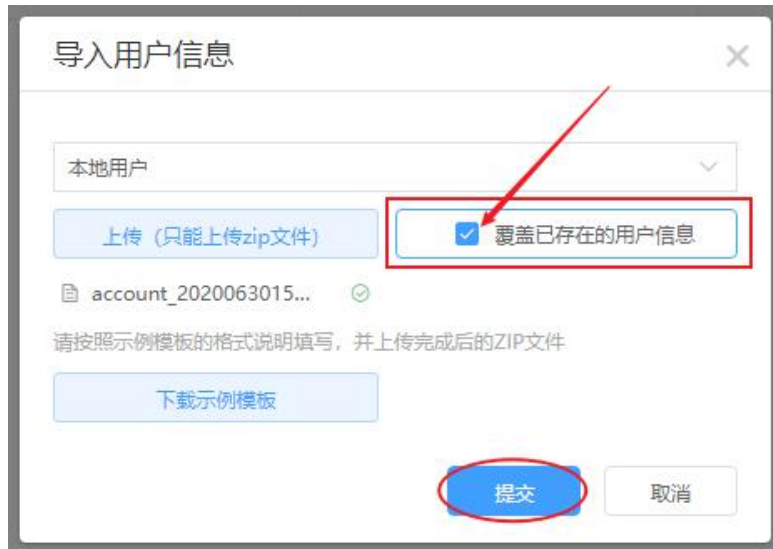 导入用户信息
本地用户
上传（只能上传zip文件）
覆盖已存在的用户信息
account_2020063015...
请按照示例模板的格式说明填写，并上传完成后的ZIP文件
下载示例模板
提交
取消